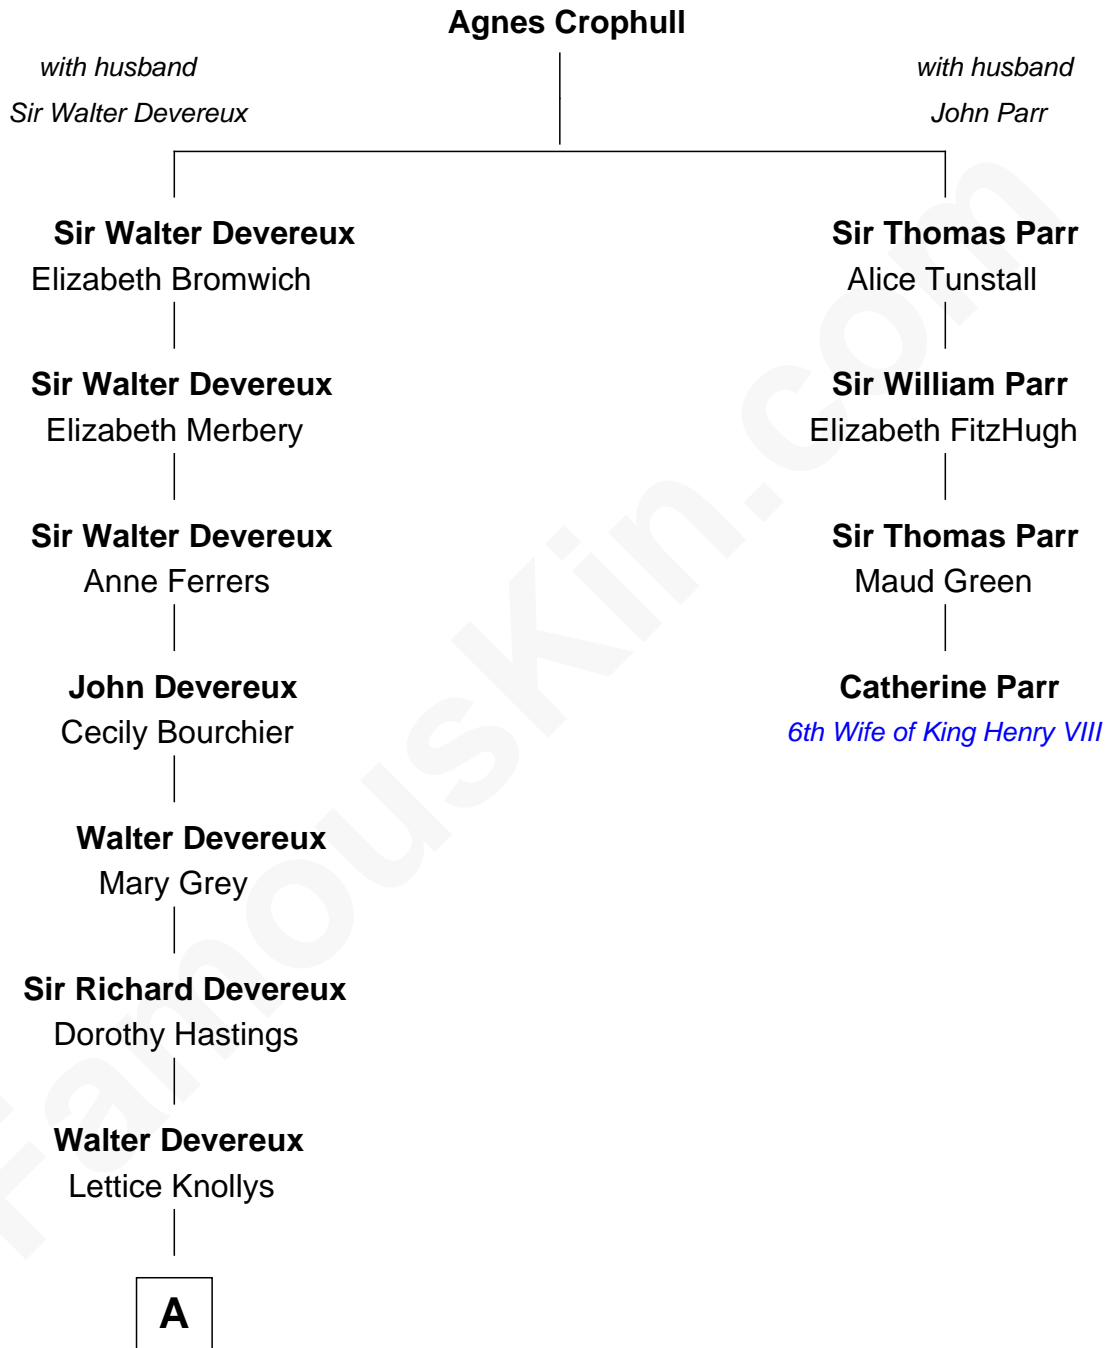 Agnes Crophull
with husband
Sir Walter Devereux
with husband
John Parr
Sir Walter Devereux
Elizabeth Bromwich
Sir Thomas Parr
Alice Tunstall
Sir Walter Devereux
Elizabeth Merbery
Sir William Parr
Elizabeth FitzHugh
Sir Walter Devereux
Anne Ferrers
Sir Thomas Parr
Maud Green
John Devereux
Cecily Bourchier
Catherine Parr
6th Wife of King Henry VIII
Walter Devereux
Mary Grey
Sir Richard Devereux
Dorothy Hastings
Walter Devereux
Lettice Knollys
A
FamousKin.com